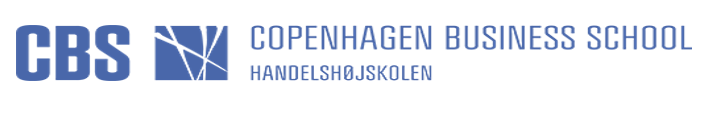 CBS
COPENHAGEN BUSINESS SCHOOL
HANDELSHØJSKOLEN